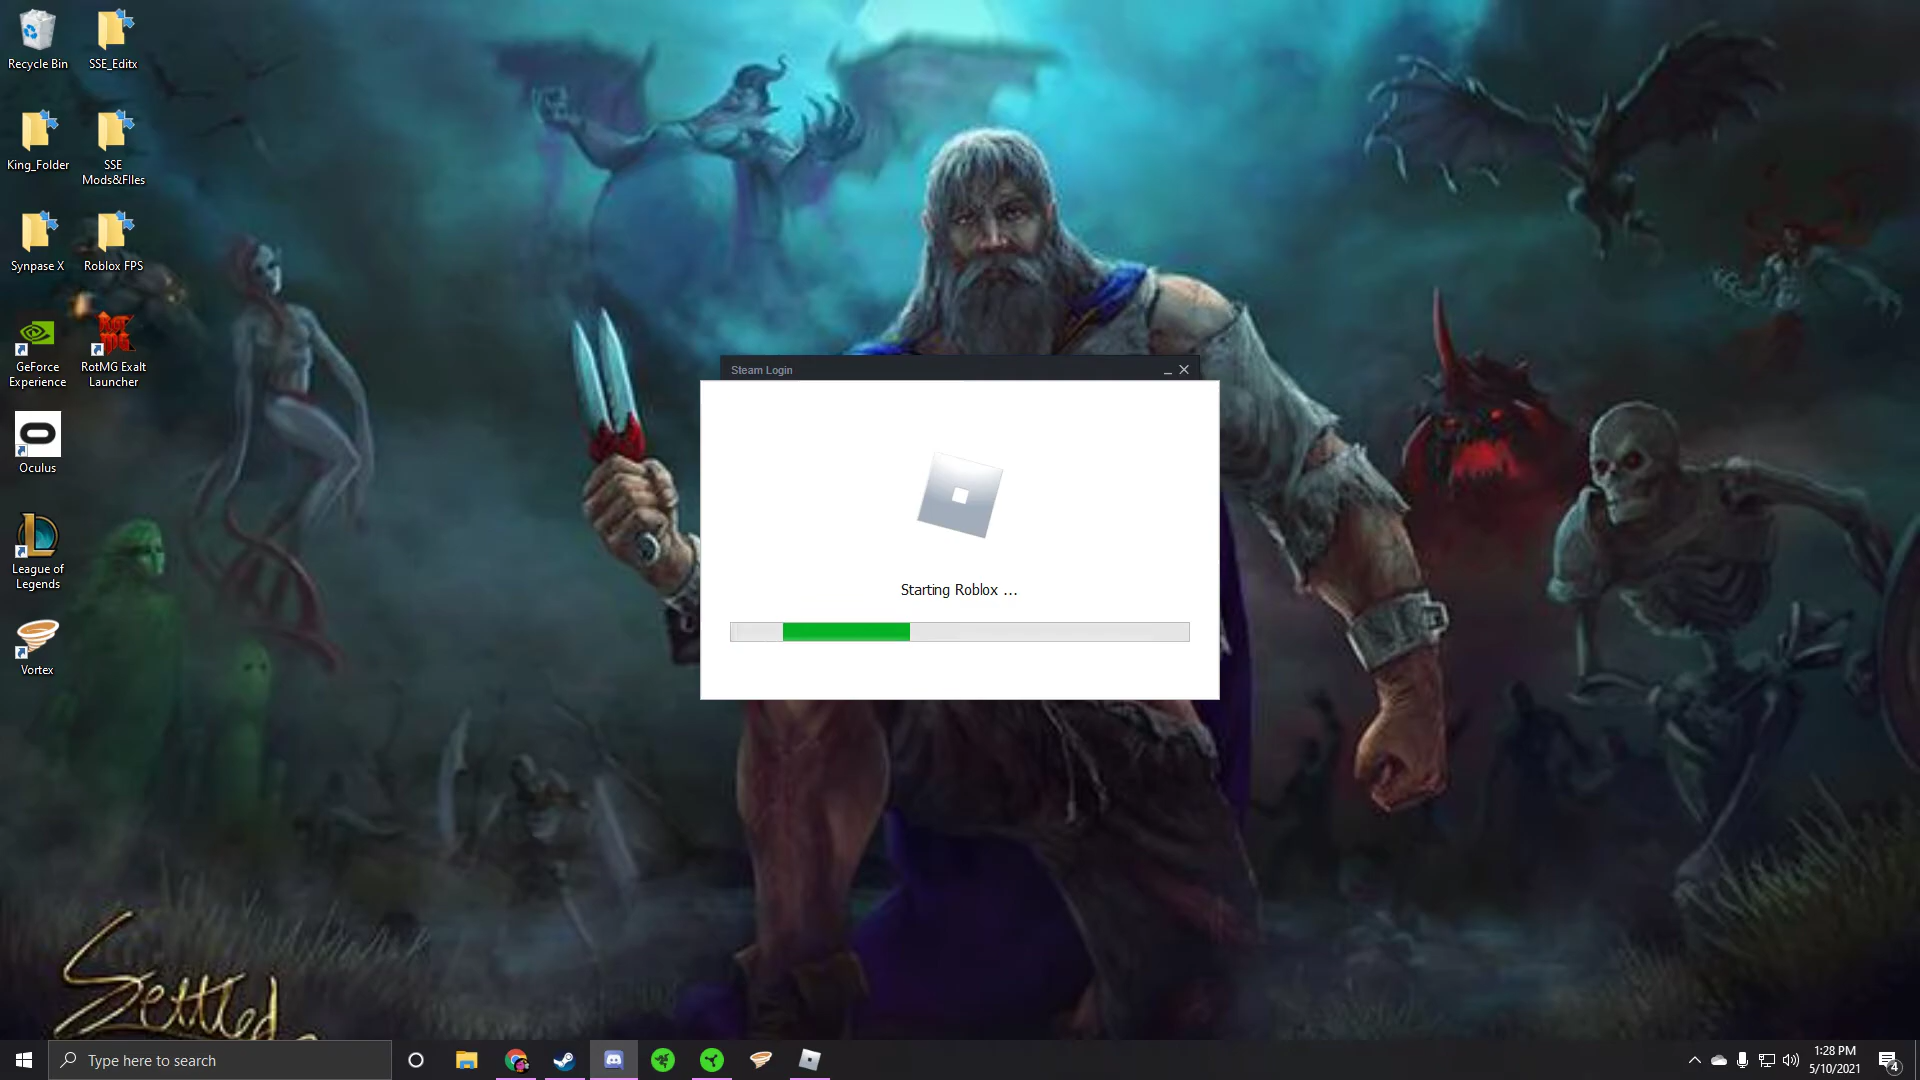 Recycle Bin
SSE_Editx
King_Folder
SSE
Mods&FIles
Synpase X
Roblox FPS
GeForce
Experience
RotMG Exalt
Launcher
Oculus
League of
Legends
Vortex
Steam Login
Starting Roblox ...
Settled
Type here to search
1:28 PM
5/10/2021
4